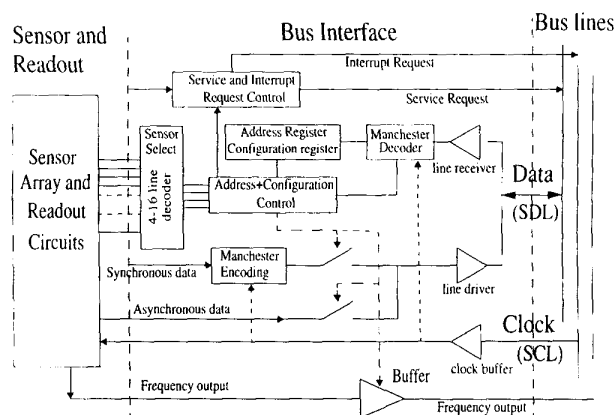 Sensor and
Readout
Bus Interface
Bus lines
Interrupt Request
Service and Interrupt
Request Control
Service Request
Sensor
Select
4-16 line
decoder
Address Register
Configuration register
Manchester
Decoder
line receiver
Sensor
Array and
Readout
Circuits
Address+Configuration
Control
Data
(SDL)
Manchester
Encoding
Synchronous data
line driver
Asynchronous data
Clock
(SCL)
clock buffer
Buffer
Frequency output
Frequency output